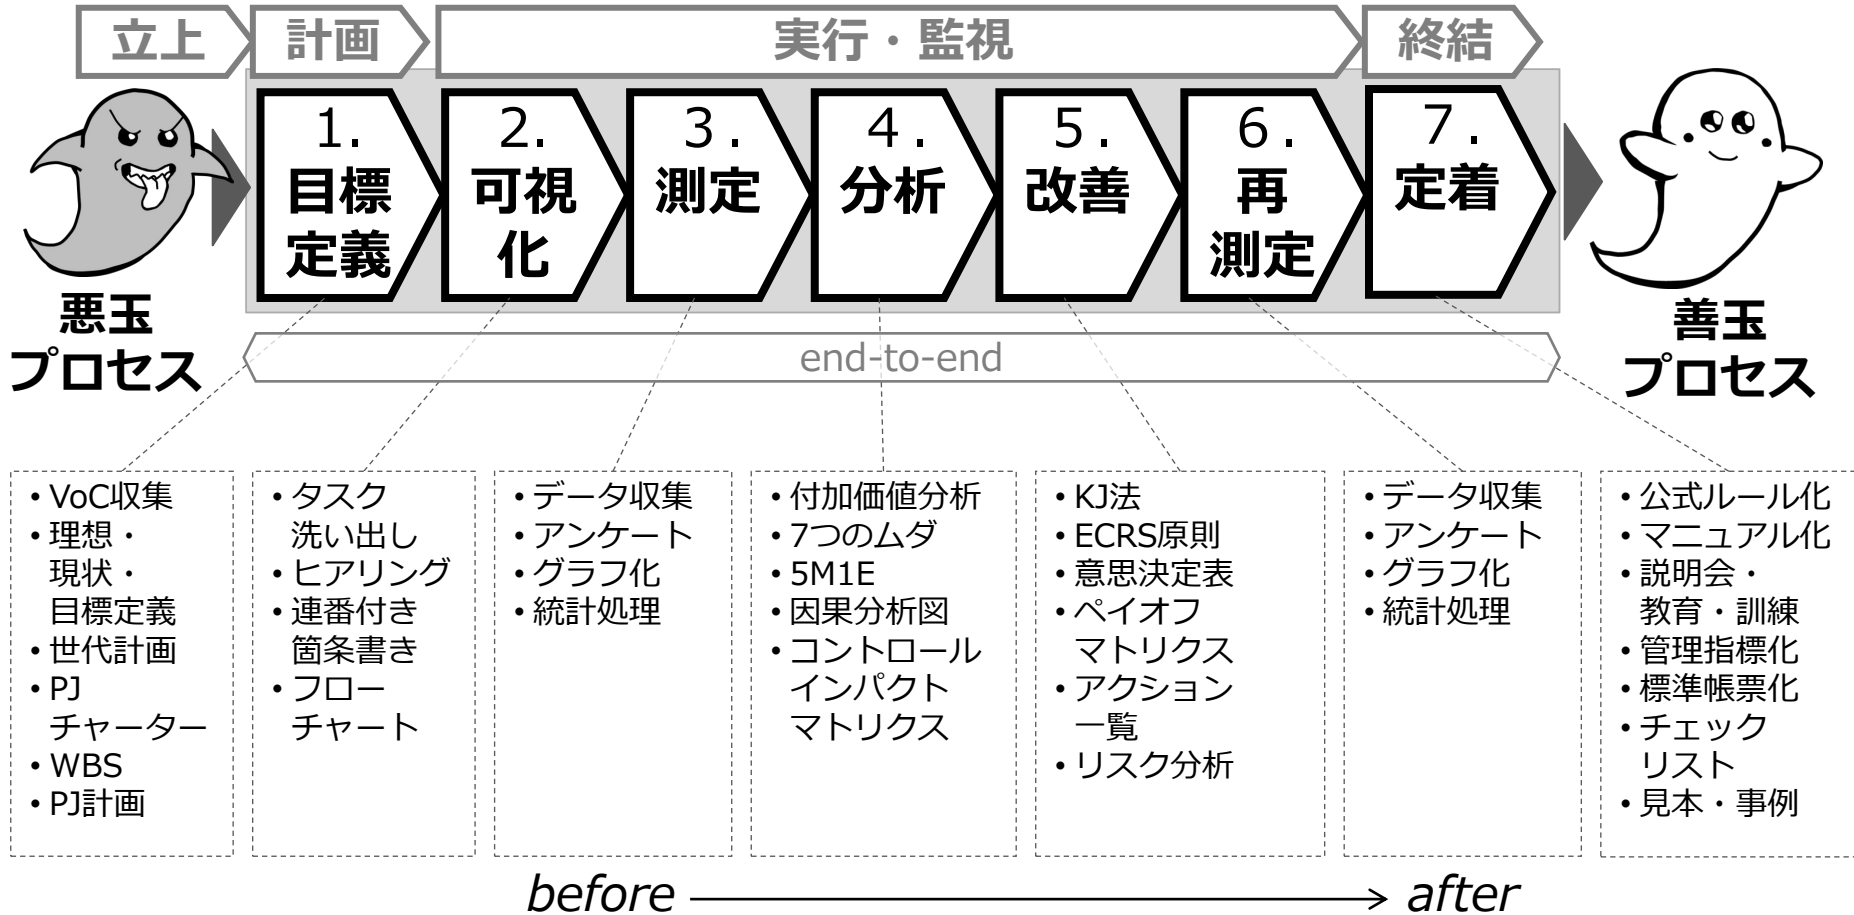 立上
計画
実行・監視
終結
1.
目標
定義
2.
可視
化
3.
測定
4.
分析
5.
改善
6.
再
測定
7.
定着
悪玉
プロセス
善玉
プロセス
end-to-end
• VoC収集
• 理想・
現状・
目標定義
• 世代計画
• PJ
チャーター
• WBS
• PJ計画
• タスク
洗い出し
• ヒアリング
• 連番付き
箇条書き
• フロー
チャート
• データ収集
• アンケート
• グラフ化
• 統計処理
• 付加価値分析
• 7つのムダ
• 5M1E
• 因果分析図
• コントロール
インパクト
マトリクス
• KJ法
• ECRS原則
• 意思決定表
• ペイオフ
マトリクス
• アクション
一覧
• リスク分析
• データ収集
• アンケート
• グラフ化
• 統計処理
• 公式ルール化
• マニュアル化
• 説明会・
教育・訓練
• 管理指標化
• 標準帳票化
• チェック
リスト
• 見本・事例
before
after